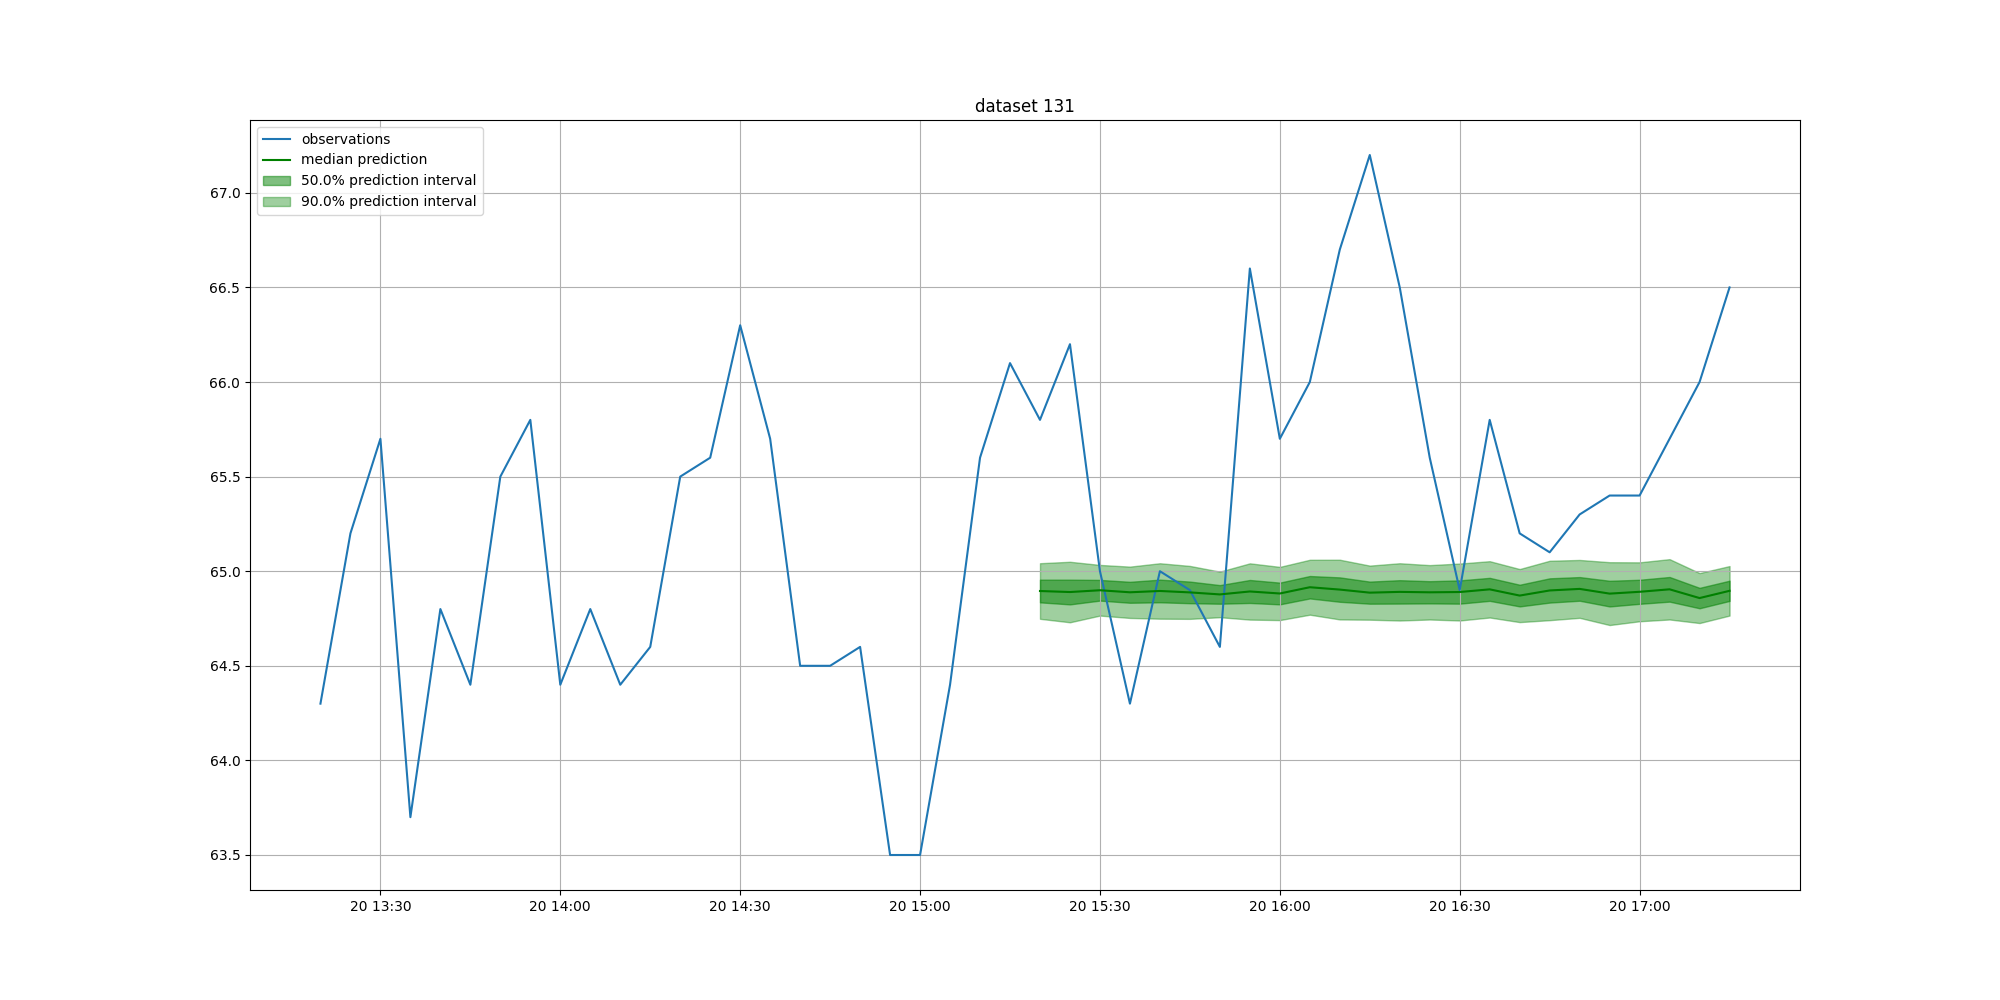 dataset 131
observations
median prediction
50.0% prediction interval
90.0% prediction interval
67.0
66.5
66.0
65.5
65.0
64.5
64.0
63.5
20 13:30 20 14:00 20 14:30 20 15:00 20 15:30 20 16:00 20 16:30 20 17:00